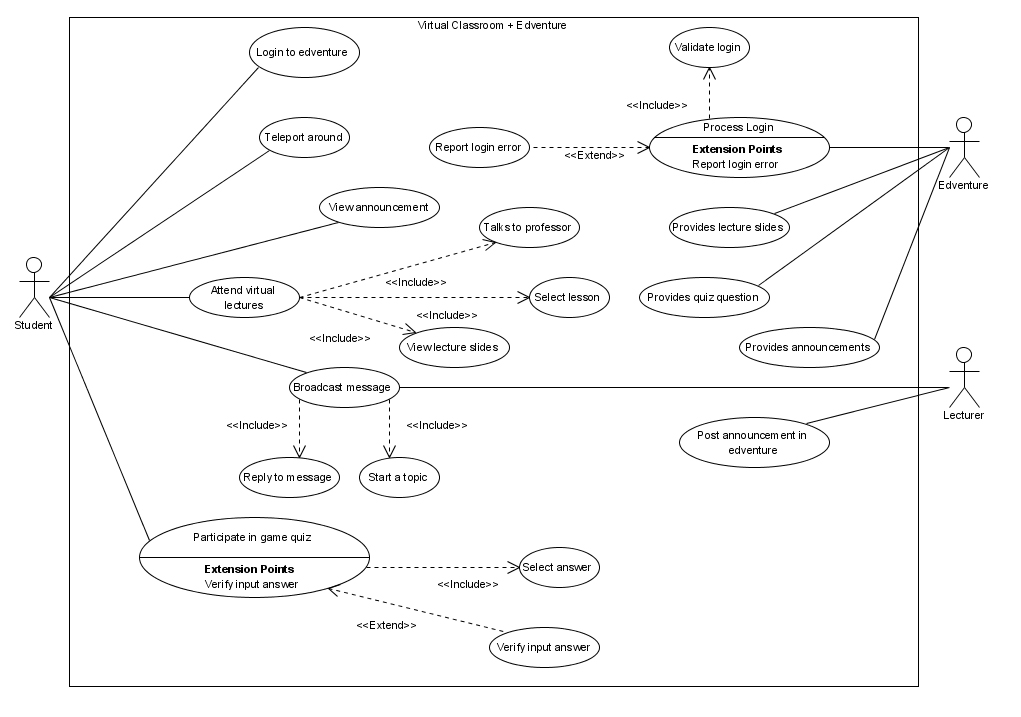 Virtual Classroom + Edventure
Login to edventure
Validate login
<<Include>>
Process Login
Extension Points
Report login error
Report login error
<<Extend>>
Teleport around
Edventure
View announcement
Talks to professor
Provides lecture slides
<<Include>>
Attend virtual
lectures
Select lesson
Provides quiz question
<<Include>>
Student
<<Include>>
View lecture slides
Provides announcements
Broadcast message
Lecturer
<<Include>>
<<Include>>
Post announcement in
edventure
Reply to message
Start a topic
Participate in game quiz
Extension Points
Verify input answer
Select answer
<<Include>>
<<Extend>>
Verify input answer